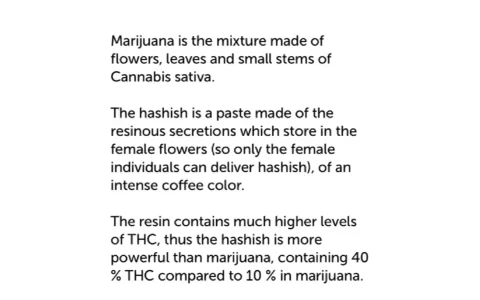 Marijuana is the mixture made of
flowers, leaves and small stems of
Cannabis sativa.
The hashish is a paste made of the
resinous secretions which store in the
female flowers (so only the female
individuals can deliver hashish), of an
intense coffee color.
The resin contains much higher levels
of THC, thus the hashish is more
powerful than marijuana, containing 40
% THC compared to 10 % in marijuana.